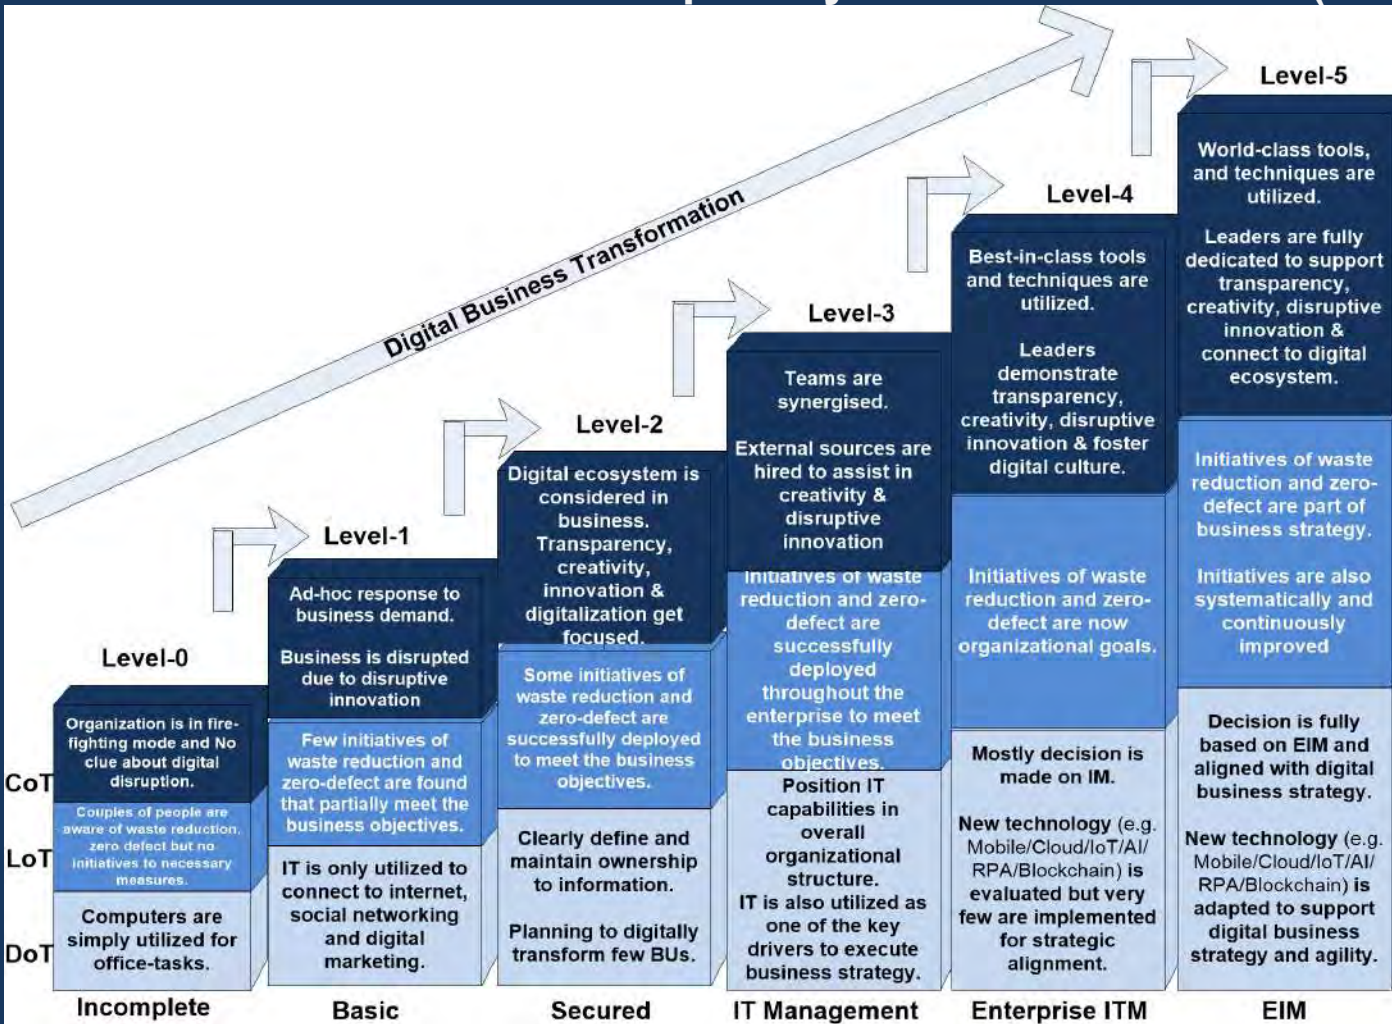 Digital Business Transformation
Level-0
Organization is in fire-
fighting mode and No
clue about digital
disruption.
Couples of people are
aware of waste reduction,
zero defect but no
initiatives to necessary
measures.
Computers are
simply utilized for
office-tasks.
Incomplete
Level-1
Ad-hoc response to
business demand.
Business is disrupted
due to disruptive
innovation
Few initiatives of
waste reduction and
zero-defect are found
that partially meet the
business objectives.
IT is only utilized to
connect to internet,
social networking
and digital
marketing.
Basic
Level-2
Digital ecosystem is
considered in
business.
Transparency,
creativity,
innovation &
digitalization get
focused.
Some initiatives of
waste reduction and
zero-defect are
successfully deployed
to meet the business
objectives.
Clearly define and
maintain ownership
to information.
Planning to digitally
transform few BUs.
Secured
Level-3
Teams are
synergised.
External sources are
hired to assist in
creativity &
disruptive
innovation
Initiatives of waste
reduction and zero-
defect are
successfully
deployed
throughout the
enterprise to meet
the business
objectives.
Position IT
capabilities in
overall
organizational
structure.
IT is also utilized as
one of the key
drivers to execute
business strategy.
IT Management
Level-4
Best-in-class tools
and techniques are
utilized.
Leaders
demonstrate
transparency,
creativity, disruptive
innovation & foster
digital culture.
Initiatives of waste
reduction and zero-
defect are now
organizational goals.
Mostly decision is
made on IM.
New technology (e.g.
Mobile/Cloud/IoT/AI/
RPA/Blockchain) is
evaluated but very
few are implemented
for strategic
alignment.
Enterprise ITM
Level-5
World-class tools,
and techniques are
utilized.
Leaders are fully
dedicated to support
transparency,
creativity, disruptive
innovation &
connect to digital
ecosystem.
Initiatives of waste
reduction and zero-
defect are part of
business strategy.
Initiatives are also
systematically and
continuously
improved
Decision is fully
based on EIM and
aligned with digital
business strategy.
New technology (e.g.
Mobile/Cloud/IoT/AI/
RPA/Blockchain) is
adapted to support
digital business
strategy and agility.
EIM
CoT
LoT
DoT